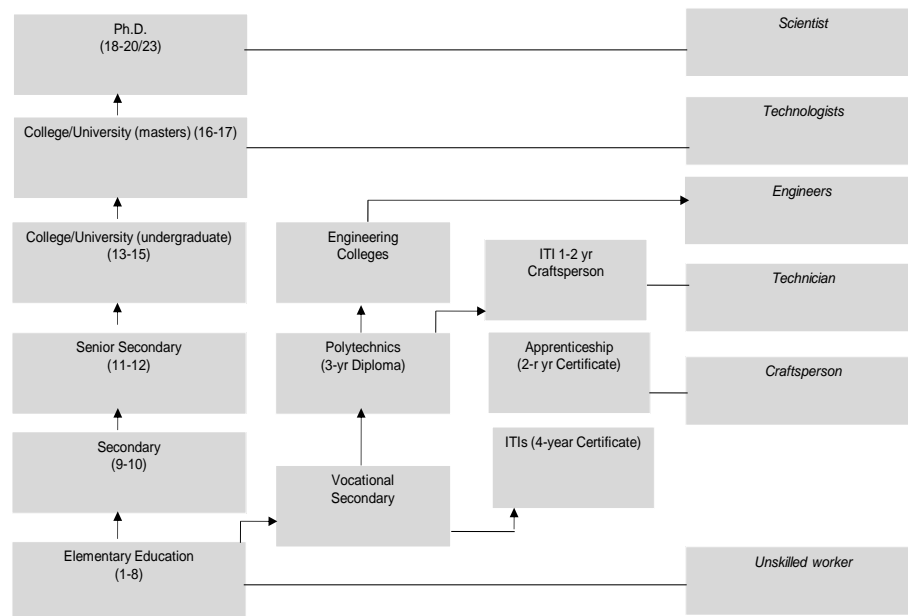 Ph.D.
(18-20/23)
Scientist
College/University (masters) (16-17)
Technologists
Engineers
College/University (undergraduate)
(13-15)
Engineering
Colleges
ITI 1-2 yr
Craftsperson
Technician
Senior Secondary
(11-12)
Polytechnics
(3-yr Diploma)
Apprenticeship
(2-r yr Certificate)
Craftsperson
Secondary
(9-10)
ITIs (4-year Certificate)
Vocational
Secondary
Elementary Education
(1-8)
Unskilled worker